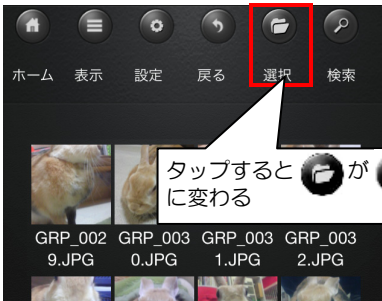 ホーム 表示 設定 戻る 選択 検索
タップすると が
に変わる
GRP_002 GRP_003 GRP_003 GRP_003
9.JPG 0.JPG 1.JPG 2.JPG